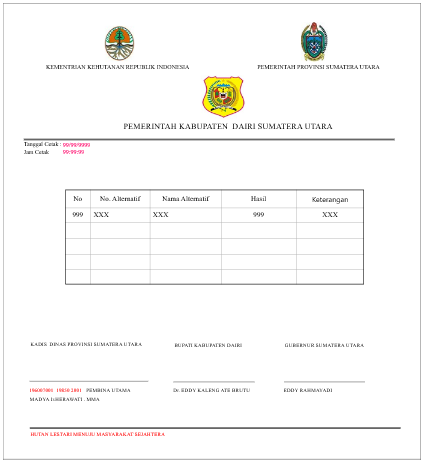 KEMENTRIAN KEHUTANAN REPUBLIK INDONESIA
PEMERINTAH PROVINSI SUMATERA UTARA
PEMERINTAH KABUPATEN DAIRI SUMATERA UTARA
Tanggal Cetak : 99/99/9999
Jam Cetak 99:99:99
No No. Alternatif Nama Alternatif Hasil Keterangan
999 XXX XXX 999 XXX
KADIS DINAS PROVINSI SUMATERA UTARA
BUPATI KABUPATEN DAIRI
GUBERNUR SUMATERA UTARA
PEMBINA UTAMA
Dr. EDDY KALENG ATE BRUTU
EDDY RAHMAYADI
MADYA HERAWATI . MMA
HUTAN LESTARI MENUJU MASYARAKAT SEJAHTERA